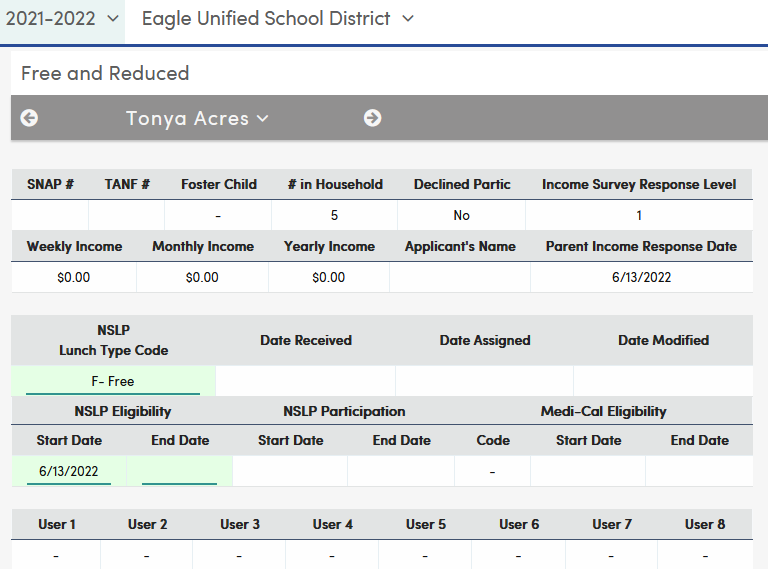 2021-2022 Eagle Unified School District
Free and Reduced
Tonya Acres
SNAP # TANF # Foster Child # in Household Declined Partic Income Survey Response Level
- 5 No 1
Weekly Income Monthly Income Yearly Income Applicant's Name Parent Income Response Date
$0.00 $0.00 $0.00 6/13/2022
NSLP
Lunch Type Code Date Received Date Assigned Date Modified
F- Free
NSLP Eligibility NSLP Participation Medi-Cal Eligibility
Start Date End Date Start Date End Date Code Start Date End Date
6/13/2022 -
User 1 User 2 User 3 User 4 User 5 User 6 User 7 User 8
- - - - - - - -